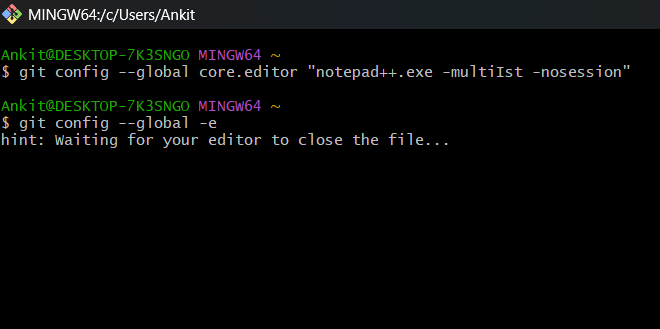 MINGW64:/c/Users/Ankit
Ankit@DESKTOP-7K3SNGO MINGW64 ~
$ git config --global core.editor "notepad++.exe -multiIst -nosession"
Ankit@DESKTOP-7K3SNGO MINGW64 ~
$ git config --global -e
hint: Waiting for your editor to close the file...